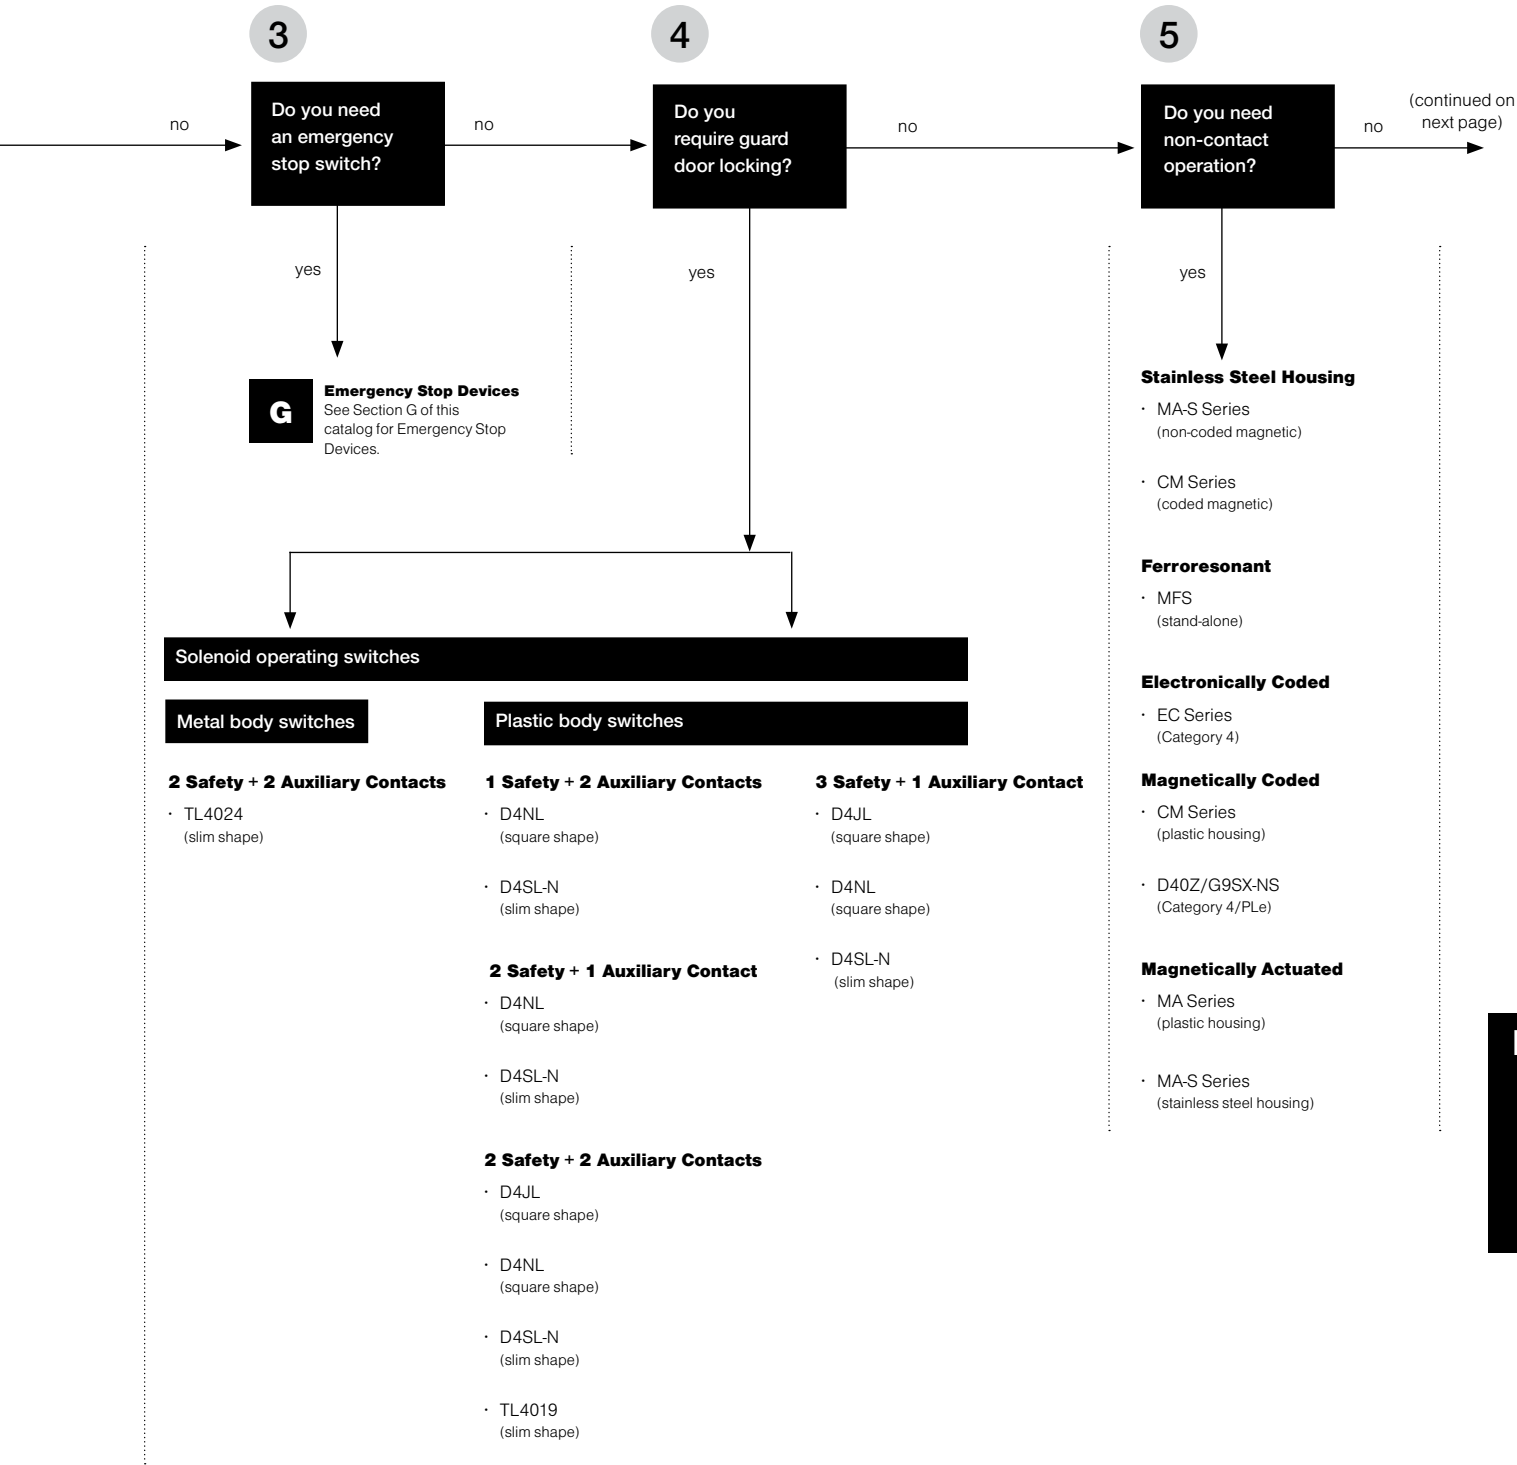 3
4
5
no
Do you need
an emergency
stop switch?
no
Do you
require guard
door locking?
no
Do you need
non-contact
operation?
no
(continued on
next page)
yes
yes
yes
G
Emergency Stop Devices
See Section G of this
catalog for Emergency Stop
Devices.
Solenoid operating switches
Metal body switches
2 Safety + 2 Auxiliary Contacts
· TL4024
(slim shape)
Plastic body switches
1 Safety + 2 Auxiliary Contacts
· D4NL
(square shape)
· D4SL-N
(slim shape)
2 Safety + 1 Auxiliary Contact
· D4NL
(square shape)
· D4SL-N
(slim shape)
2 Safety + 2 Auxiliary Contacts
· D4JL
(square shape)
· D4NL
(square shape)
· D4SL-N
(slim shape)
· TL4019
(slim shape)
3 Safety + 1 Auxiliary Contact
· D4JL
(square shape)
· D4NL
(square shape)
· D4SL-N
(slim shape)
Stainless Steel Housing
· MA-S Series
(non-coded magnetic)
· CM Series
(coded magnetic)
Ferroresonant
· MFS
(stand-alone)
Electronically Coded
· EC Series
(Category 4)
Magnetically Coded
· CM Series
(plastic housing)
· D40Z/G9SX-NS
(Category 4/PLe)
Magnetically Actuated
· MA Series
(plastic housing)
· MA-S Series
(stainless steel housing)